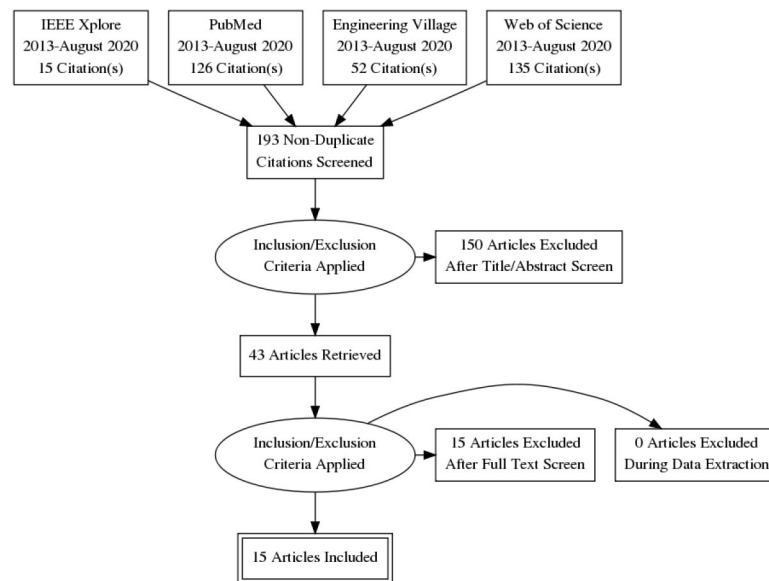 IEEE Xplore
2013-August 2020
15 Citation(s)
PubMed
2013-August 2020
126 Citation(s)
Engineering Village
2013-August 2020
52 Citation(s)
Web of Science
2013-August 2020
135 Citation(s)
193 Non-Duplicate
Citations Screened
Inclusion/Exclusion
Criteria Applied
150 Articles Excluded
After Title/Abstract Screen
43 Articles Retrieved
Inclusion/Exclusion
Criteria Applied
15 Articles Excluded
After Full Text Screen
0 Articles Excluded
During Data Extraction
15 Articles Included